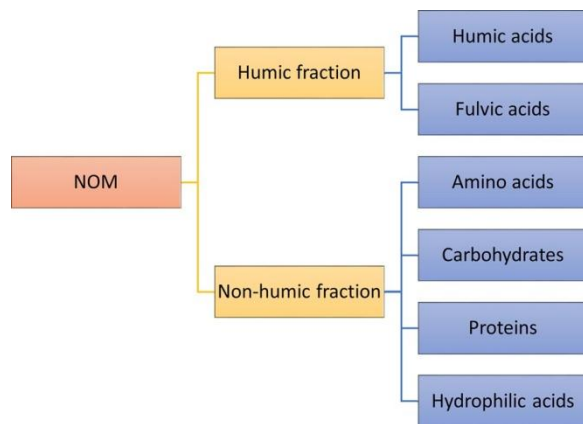 NOM
Humic fraction
Humic acids
Fulvic acids
Non-humic fraction
Amino acids
Carbohydrates
Proteins
Hydrophilic acids